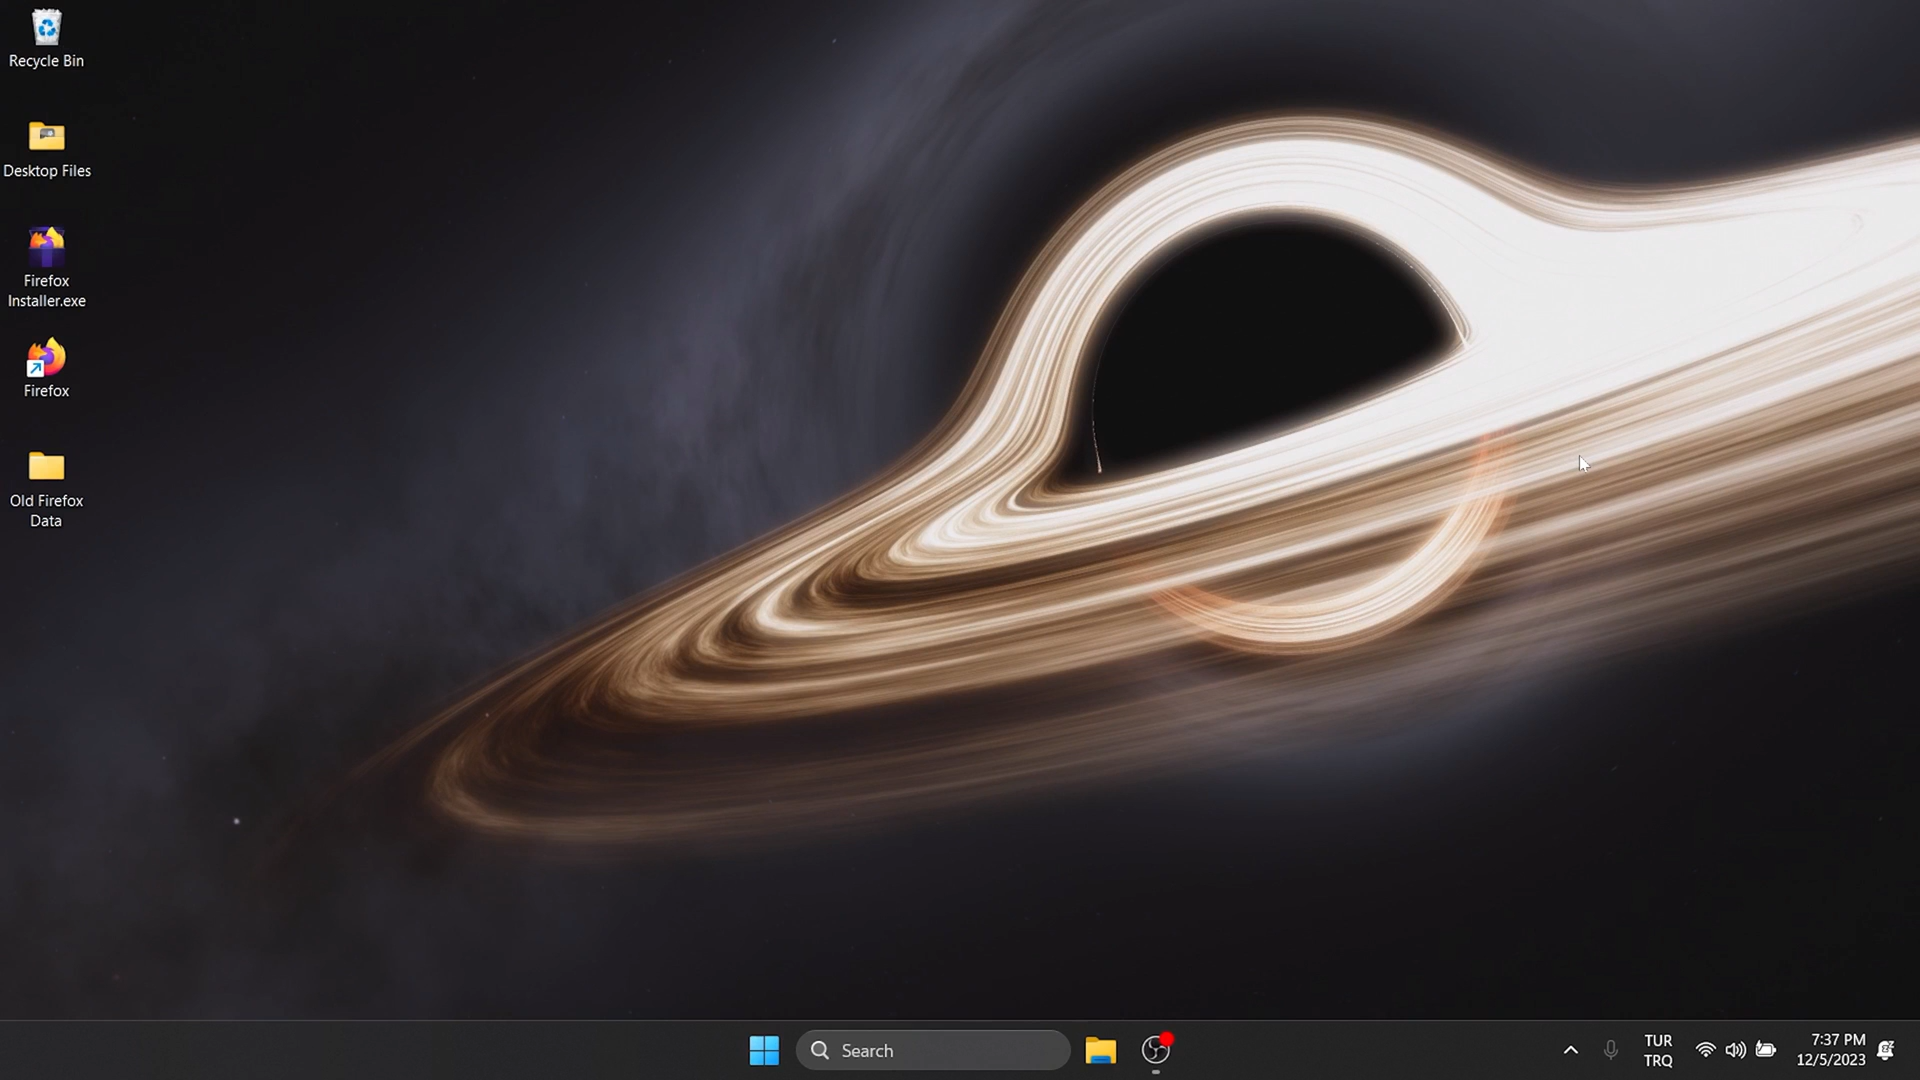 Recycle Bin
Desktop Files
Firefox
Installer.exe
Firefox
Old Firefox
Data
Search
TUR
TRQ
7:37 PM
12/5/2023